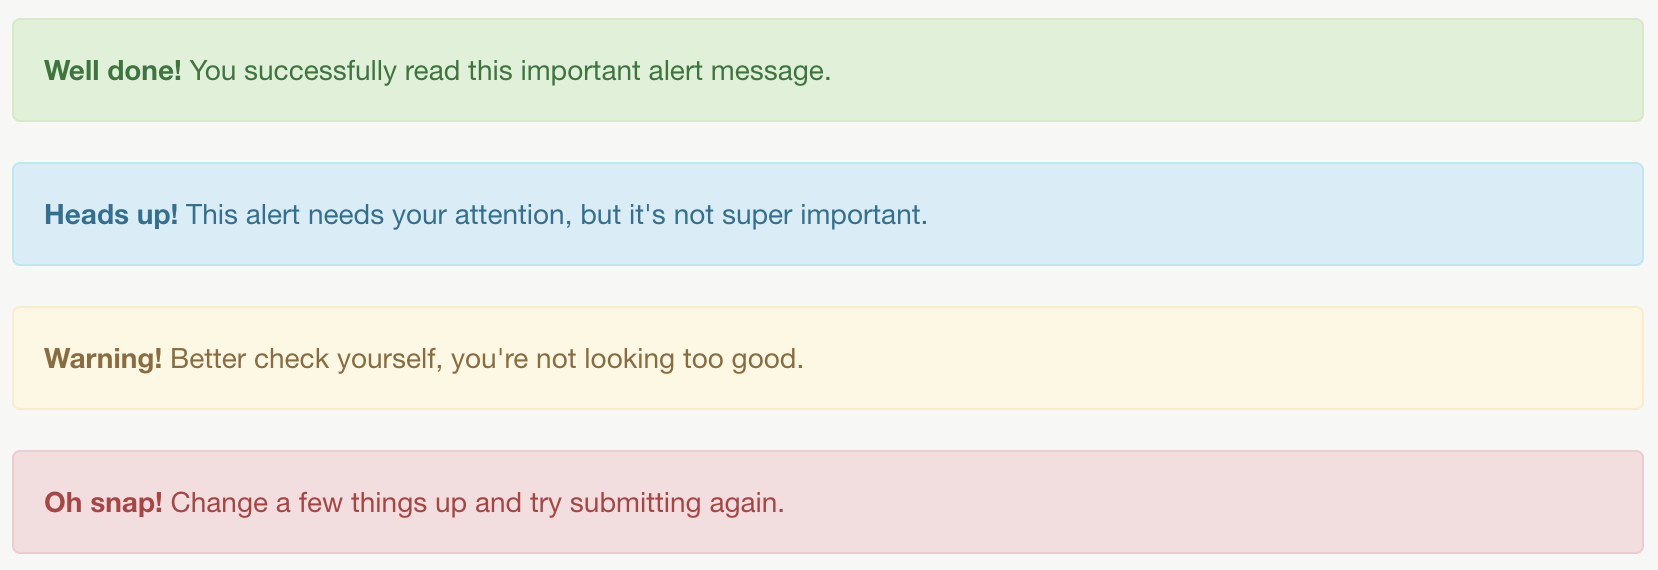 Well done! You successfully read this important alert message.
Heads up! This alert needs your attention, but it's not super important.
Warning! Better check yourself, you're not looking too good.
Oh snap! Change a few things up and try submitting again.